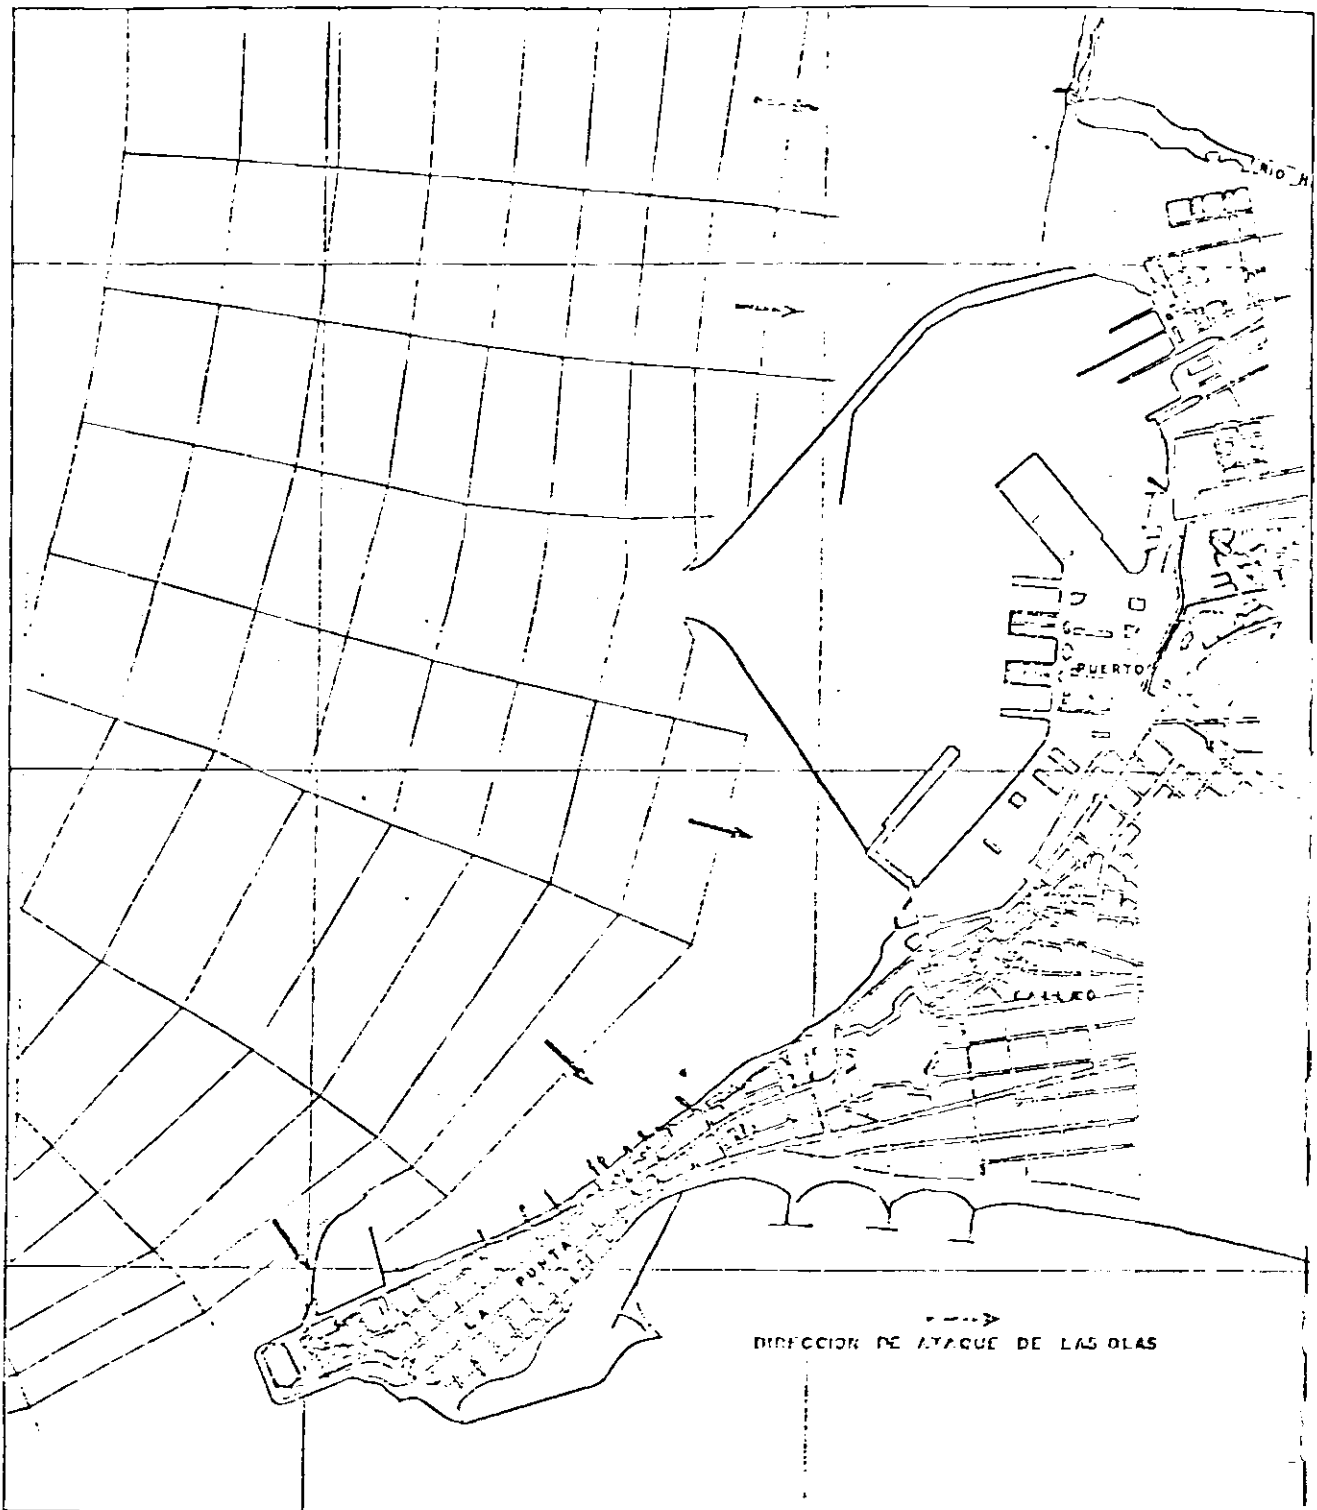 RIO
PUERTO
CALLAO
LA PUNTA
DIRECCION DE ATAQUE DE LAS OLAS